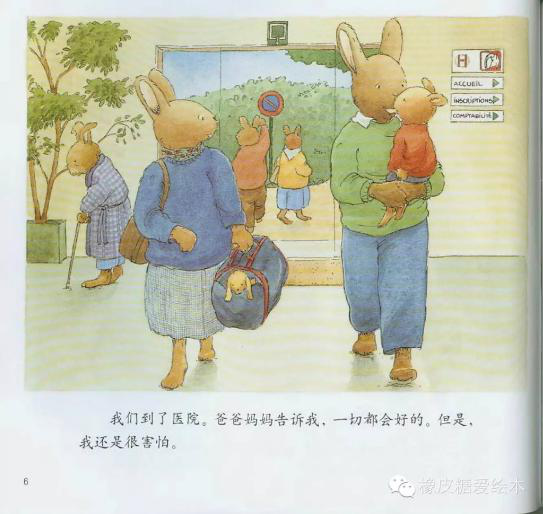 H
ACCUEIL
INSCRIPTIONS
COMPTABILITÉ
我们到了医院。爸爸妈妈告诉我，一切都会好的。但是，
我还是很害怕。
6
橡皮糖爱绘本